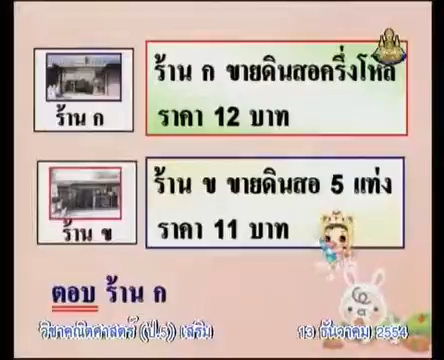 ร้าน ก ขายดินสอครึ่งโหล
ราคา 12 บาท
ร้าน ก
ร้าน ข ขายดินสอ 5 แท่ง
ราคา 11 บาท
ร้าน ข
ตอบ ร้าน ก
วิชาคณิตศาสตร์ (ป.5) เสริม
13 ธันวาคม 2554